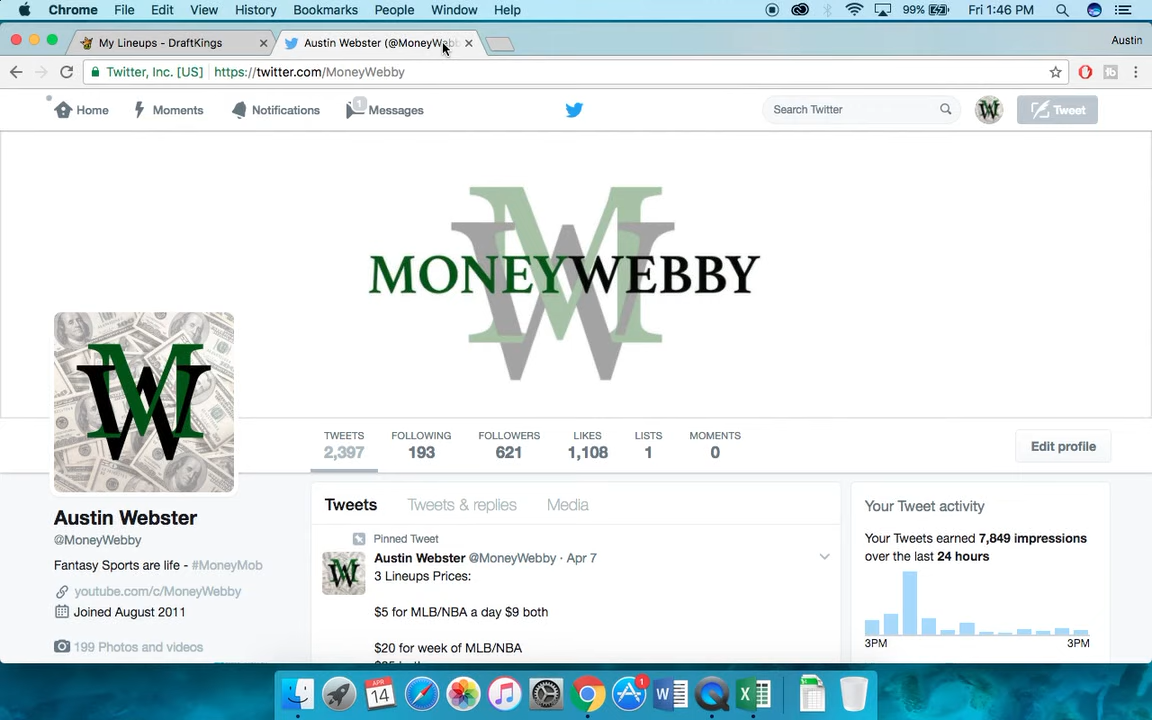 Chrome File Edit View History Bookmarks People Window Help 99% Fri 1:46 PM
My Lineups - DraftKings Austin Webster (@MoneyWebb Austin
Twitter, Inc. [US] https://twitter.com/MoneyWebby
Home Moments Notifications 1 Messages Search Twitter Tweet
MW
MONEYWEBBY
MW
TWEETS FOLLOWING FOLLOWERS LIKES LISTS MOMENTS
2,397 193 621 1,108 1 0
Edit profile
Austin Webster
@MoneyWebby
Fantasy Sports are life - #MoneyMob
youtube.com/c/MoneyWebby
Joined August 2011
199 Photos and videos
Tweets Tweets & replies Media
Pinned Tweet
Austin Webster @MoneyWebby · Apr 7
3 Lineups Prices:
$5 for MLB/NBA a day $9 both
$20 for week of MLB/NBA
Your Tweet activity
Your Tweets earned 7,849 impressions
over the last 24 hours
3PM 3PM
APR
14
1